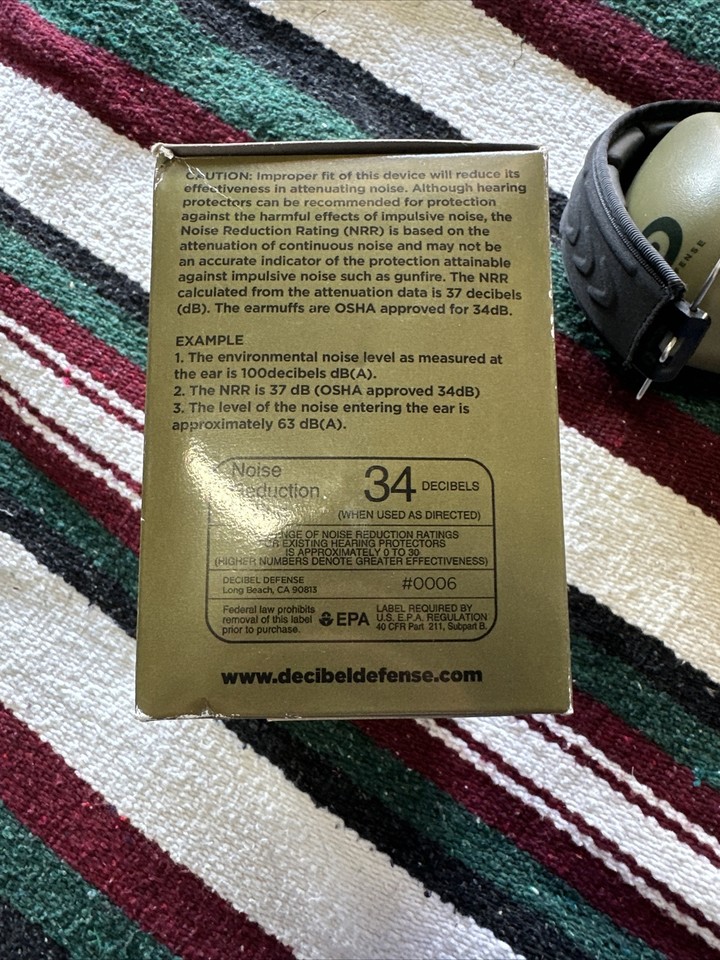 CAUTION: Improper fit of this device will reduce its
effectiveness in attenuating noise. Although hearing
protectors can be recommended for protection
against the harmful effects of impulsive noise, the
Noise Reduction Rating (NRR) is based on the
attenuation of continuous noise and may not be
an accurate indicator of the protection attainable
against impulsive noise such as gunfire. The NRR
calculated from the attenuation data is 37 decibels
(dB). The earmuffs are OSHA approved for 34dB.
EXAMPLE
1. The environmental noise level as measured at
the ear is 100decibels dB(A).
2. The NRR is 37 dB (OSHA approved 34dB)
3. The level of the noise entering the ear is
approximately 63 dB(A).
Noise
Reduction
34 DECIBELS
(WHEN USED AS DIRECTED)
OF NOISE REDUCTION RATINGS
EXISTING HEARING PROTECTORS
IS APPROXIMATELY 0 TO 30
(HIGHER NUMBERS DENOTE GREATER EFFECTIVENESS)
DECIBEL DEFENSE
Long Beach, CA 90813
#0006
Federal law prohibits
removal of this label
prior to purchase.
EPA
LABEL REQUIRED BY
U.S. E.P.A. REGULATION
40 CFR Part 211, Subpart B.
www.decibeldefense.com